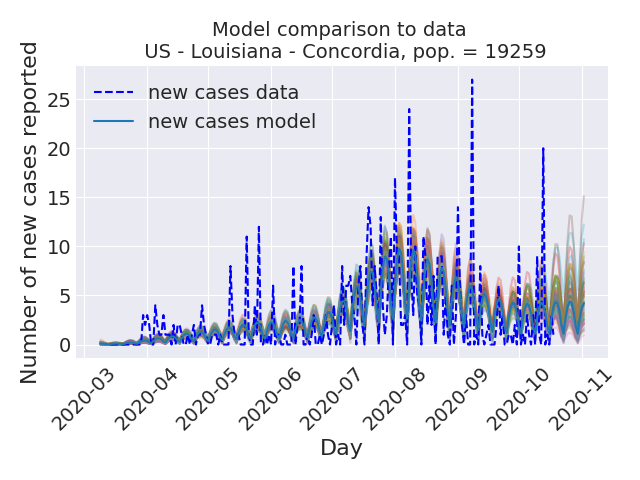 Model comparison to data
US - Louisiana - Concordia, pop. = 19259
Number of new cases reported
25
20
15
10
5
0
new cases data
new cases model
2020-03
2020-04
2020-05
2020-06
2020-07
2020-08
2020-09
2020-10
2020-11
Day